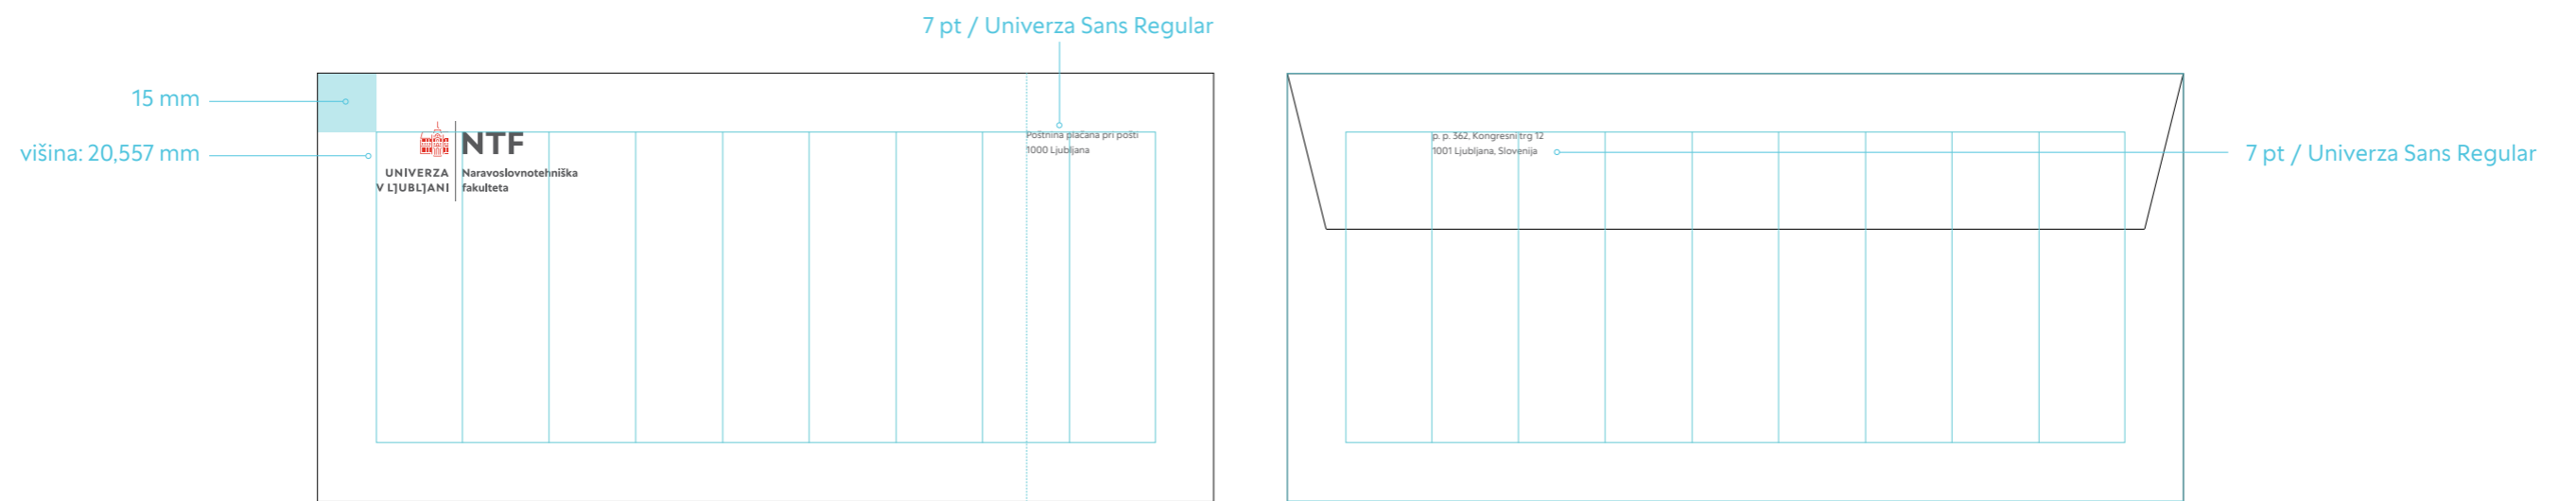 7 pt / Univerza Sans Regular
15 mm
višina: 20,557 mm
NTF
UNIVERZA
V LJUBLJANI
Naravoslovnotehniška
fakulteta
Poštnina plačana pri pošti
1000 Ljubljana
p. p. 362, Kongresni trg 12
1001 Ljubljana, Slovenija
7 pt / Univerza Sans Regular